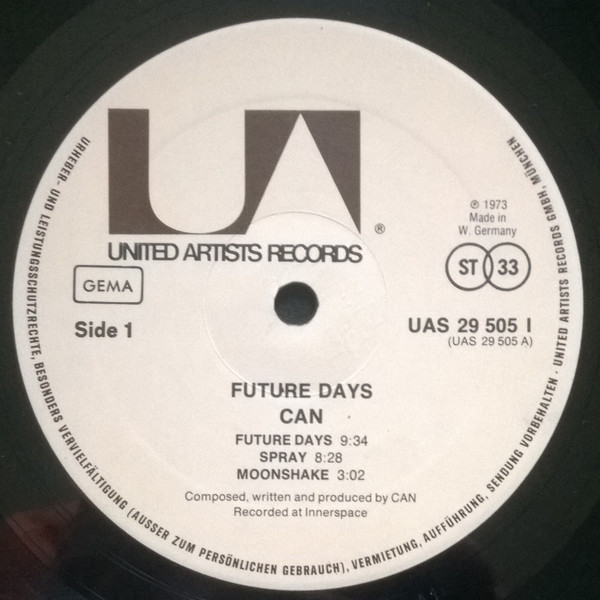 UA
®
UNITED ARTISTS RECORDS
℗ 1973
Made in
W. Germany
GEMA
ST 33
Side 1
UAS 29 505 I
(UAS 29 505 A)
FUTURE DAYS
CAN
FUTURE DAYS 9:34
SPRAY 8:28
MOONSHAKE 3:02
Composed, written and produced by CAN
Recorded at Innerspace
URHEBER- UND LEISTUNGSSCHUTZRECHTE, BESONDERS VERVIELFÄLTIGUNG (AUSSER ZUM PERSÖNLICHEN GEBRAUCH), VERMIETUNG, AUFFÜHRUNG, SENDUNG VORBEHALTEN · UNITED ARTISTS RECORDS GMBH, MÜNCHEN